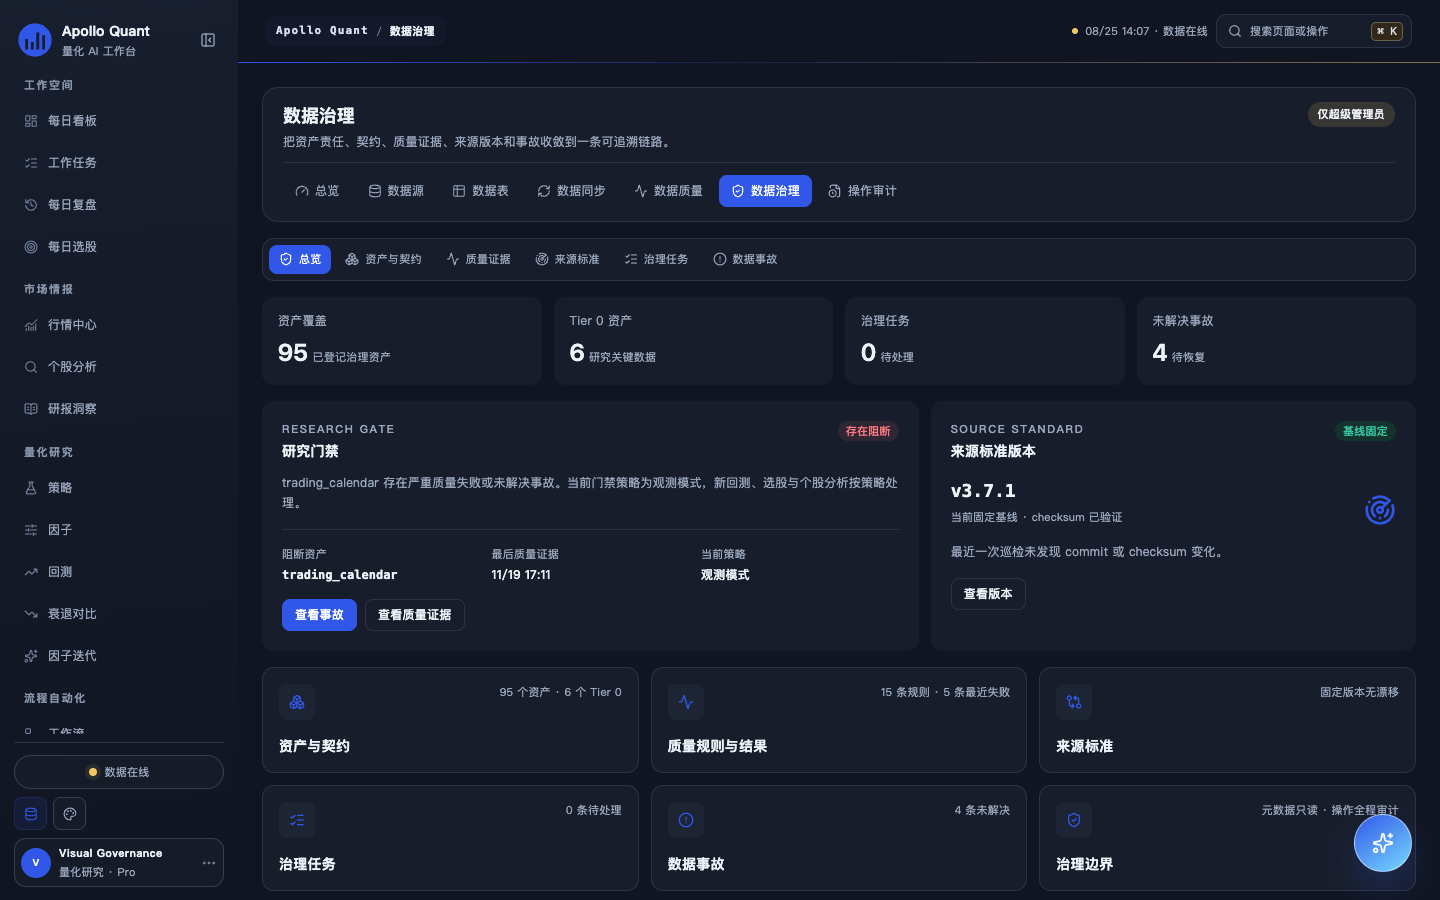 Apollo Quant
量化 AI 工作台
工作空间
每日看板
工作任务
每日复盘
每日选股
市场情报
行情中心
个股分析
研报洞察
量化研究
策略
因子
回测
衰退对比
因子迭代
流程自动化
工作流
数据在线
V
Visual Governance
量化研究 · Pro
Apollo Quant / 数据治理
08/25 14:07 · 数据在线
搜索页面或操作
⌘ K
数据治理
仅超级管理员
把资产责任、契约、质量证据、来源版本和事故收敛到一条可追溯链路。
总览
数据源
数据表
数据同步
数据质量
数据治理
操作审计
总览
资产与契约
质量证据
来源标准
治理任务
数据事故
资产覆盖
95 已登记治理资产
Tier 0 资产
6 研究关键数据
治理任务
0 待处理
未解决事故
4 待恢复
RESEARCH GATE
存在阻断
研究门禁
trading_calendar 存在严重质量失败或未解决事故。当前门禁策略为观测模式，新回测、选股与个股分析按策略处
理。
阻断资产
trading_calendar
最后质量证据
11/19 17:11
当前策略
观测模式
查看事故
查看质量证据
SOURCE STANDARD
基线固定
来源标准版本
v3.7.1
当前固定基线 · checksum 已验证
最近一次巡检未发现 commit 或 checksum 变化。
查看版本
95 个资产 · 6 个 Tier 0
资产与契约
15 条规则 · 5 条最近失败
质量规则与结果
固定版本无漂移
来源标准
0 条待处理
治理任务
4 条未解决
数据事故
元数据只读 · 操作全程审计
治理边界